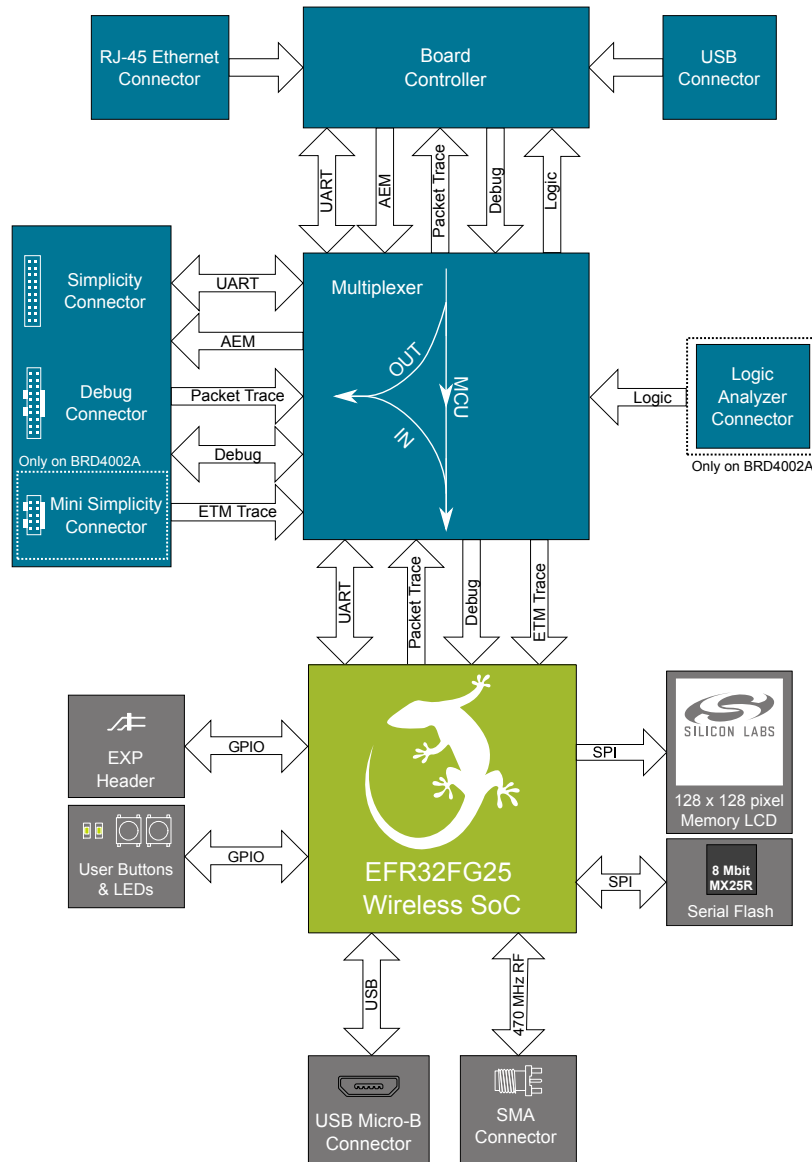 RJ-45 Ethernet
Connector
Board
Controller
USB
Connector
UART
AEM
Packet Trace
Debug
Logic
Simplicity
Connector
Debug
Connector
Only on BRD4002A
Mini Simplicity
Connector
UART
AEM
Packet Trace
Debug
ETM Trace
Multiplexer
OUT
MCU
IN
Logic
Logic
Analyzer
Connector
Only on BRD4002A
UART
Packet Trace
Debug
ETM Trace
EXP
Header
GPIO
User Buttons
& LEDs
GPIO
EFR32FG25
Wireless SoC
SPI
SILICON LABS
128 x 128 pixel
Memory LCD
SPI
8 Mbit
MX25R
Serial Flash
USB
470 MHz RF
USB Micro-B
Connector
SMA
Connector